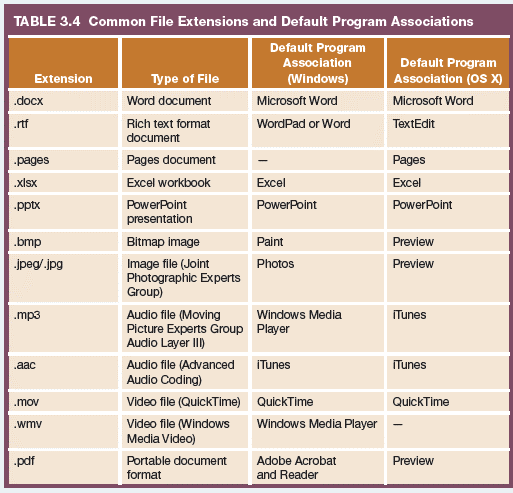 TABLE 3.4 Common File Extensions and Default Program Associations
Extension
Type of File
Default Program
Association
(Windows)
Default Program
Association (OS X)
.docx
Word document
Microsoft Word
Microsoft Word
.rtf
Rich text format
document
WordPad or Word
TextEdit
.pages
Pages document
—
Pages
.xlsx
Excel workbook
Excel
Excel
.pptx
PowerPoint
presentation
PowerPoint
PowerPoint
.bmp
Bitmap image
Paint
Preview
.jpeg/.jpg
Image file (Joint
Photographic Experts
Group)
Photos
Preview
.mp3
Audio file (Moving
Picture Experts Group
Audio Layer III)
Windows Media
Player
iTunes
.aac
Audio file (Advanced
Audio Coding)
iTunes
iTunes
.mov
Video file (QuickTime)
QuickTime
QuickTime
.wmv
Video file (Windows
Media Video)
Windows Media Player
—
.pdf
Portable document
format
Adobe Acrobat
and Reader
Preview